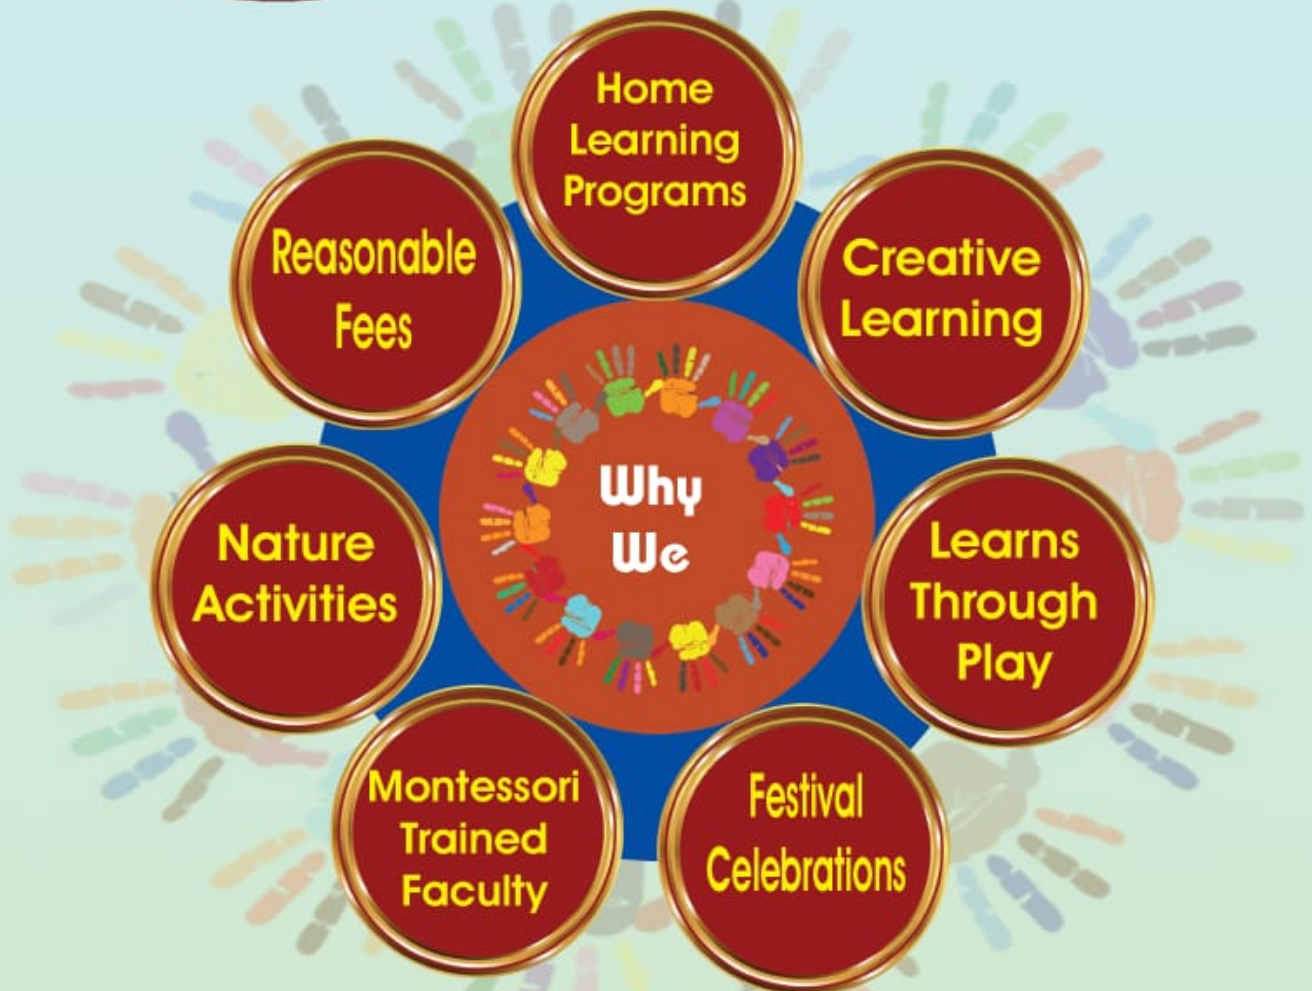 Home
Learning
Programs
Reasonable
Fees
Creative
Learning
Why
We
Nature
Activities
Learns
Through
Play
Montessori
Trained
Faculty
Festival
Celebrations